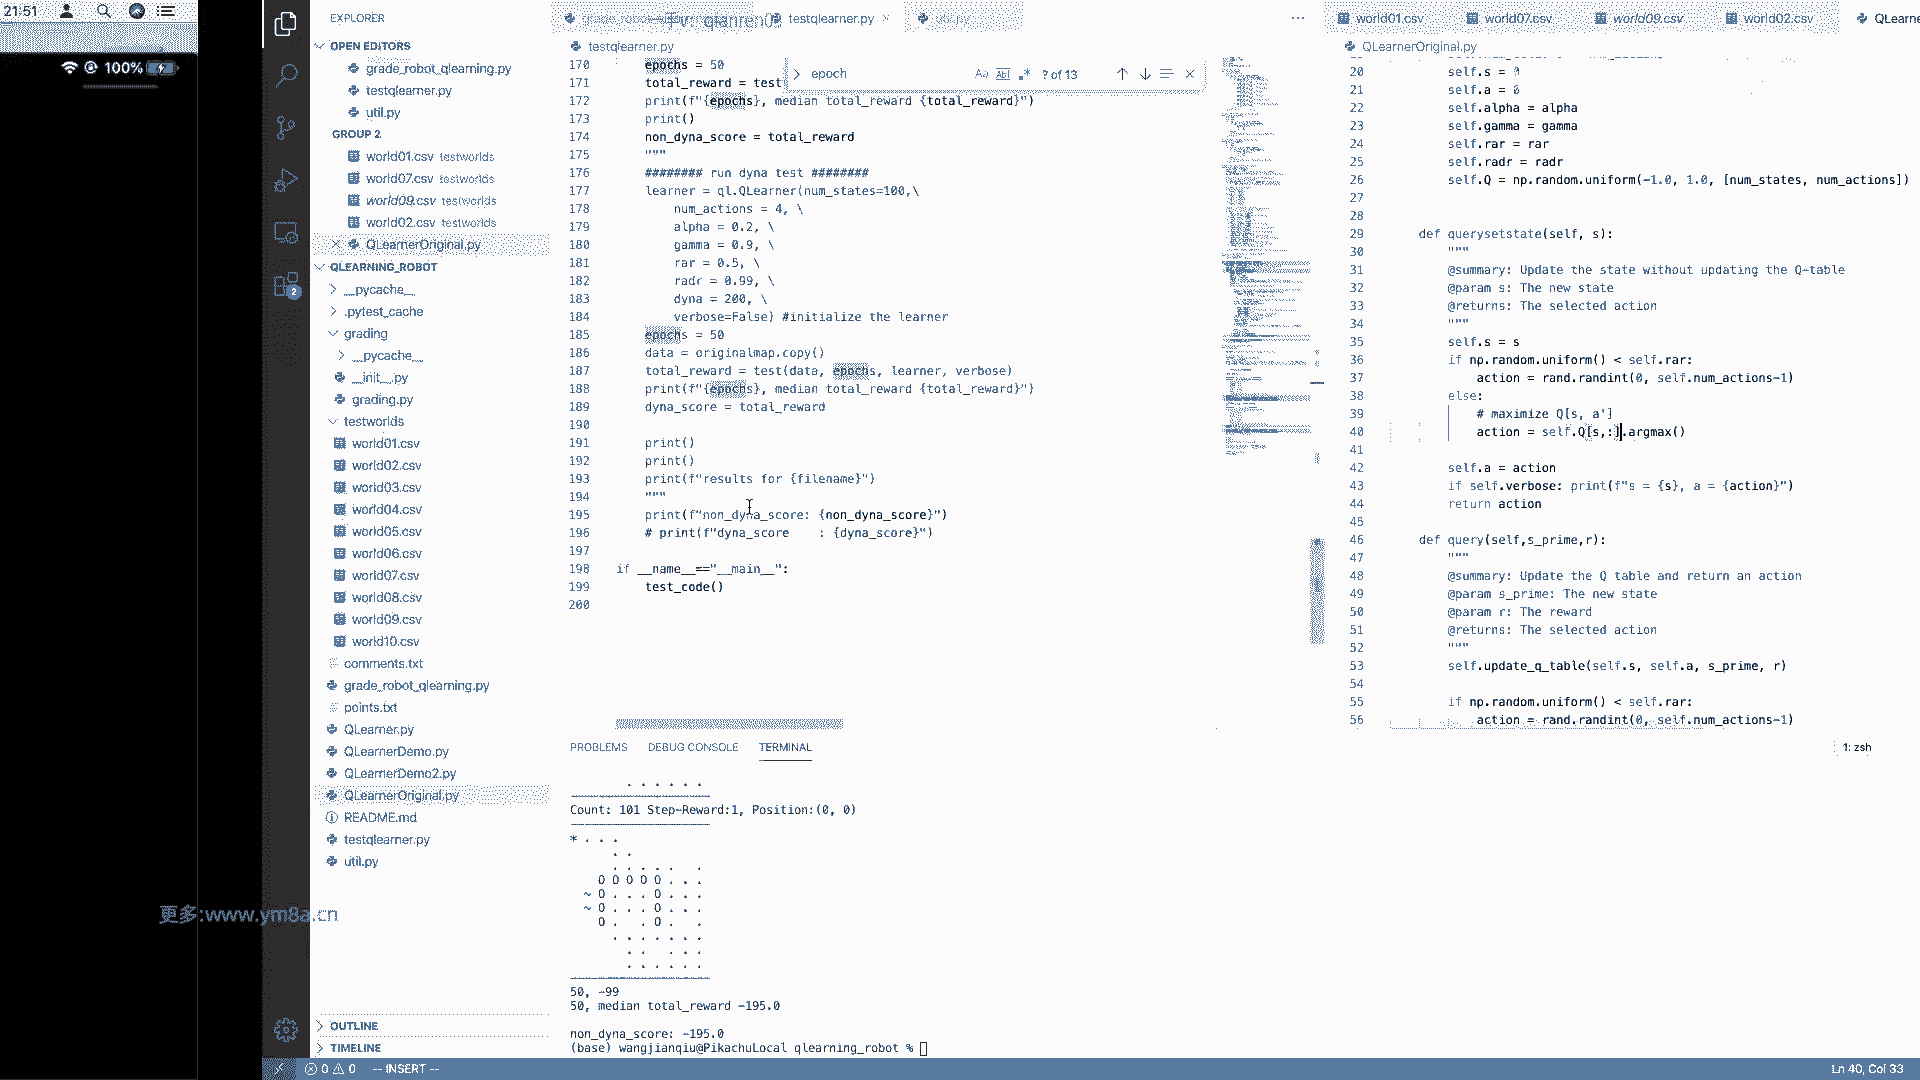 21:51
100%
EXPLORER
OPEN EDITORS
grade_robot_qlearning.py
testqlearner.py
util.py
GROUP 2
world01.csv testworlds
world07.csv testworlds
world09.csv testworlds
world02.csv testworlds
QLearnerOriginal.py
QLEARNING_ROBOT
__pycache__
.pytest_cache
grading
__pycache__
__init__.py
grading.py
testworlds
world01.csv
world02.csv
world03.csv
world04.csv
world05.csv
world06.csv
world07.csv
world08.csv
world09.csv
world10.csv
comments.txt
grade_robot_qlearning.py
points.txt
QLearner.py
QLearnerDemo.py
QLearnerDemo2.py
QLearnerOriginal.py
README.md
testqlearner.py
util.py
OUTLINE
TIMELINE
更多:www.ym8a.cn
testqlearner.py
util.py
testqlearner.py
epoch
? of 13
170 epochs = 50
171 total_reward = test
172 print(f"{epochs}, median total_reward {total_reward}")
173 print()
174 non_dyna_score = total_reward
175 """
176 ######## run dyna test ########
177 learner = ql.QLearner(num_states=100,\
178 num_actions = 4, \
179 alpha = 0.2, \
180 gamma = 0.9, \
181 rar = 0.5, \
182 radr = 0.99, \
183 dyna = 200, \
184 verbose=False) #initialize the learner
185 epochs = 50
186 data = originalmap.copy()
187 total_reward = test(data, epochs, learner, verbose)
188 print(f"{epochs}, median total_reward {total_reward}")
189 dyna_score = total_reward
190
191 print()
192 print()
193 print(f"results for {filename}")
194 """
195 print(f"non_dyna_score: {non_dyna_score}")
196 # print(f"dyna_score    : {dyna_score}")
197
198 if __name__=="__main__":
199 test_code()
200
world01.csv
world07.csv
world09.csv
world02.csv
QLearne
QLearnerOriginal.py
20 self.s = 0
21 self.a = 0
22 self.alpha = alpha
23 self.gamma = gamma
24 self.rar = rar
25 self.radr = radr
26 self.Q = np.random.uniform(-1.0, 1.0, [num_states, num_actions])
27
28
29 def querysetstate(self, s):
30 """
31 @summary: Update the state without updating the Q-table
32 @param s: The new state
33 @returns: The selected action
34 """
35 self.s = s
36 if np.random.uniform() < self.rar:
37 action = rand.randint(0, self.num_actions-1)
38 else:
39 # maximize Q[s, a']
40 action = self.Q[s,:].argmax()
41
42 self.a = action
43 if self.verbose: print(f"s = {s}, a = {action}")
44 return action
45
46 def query(self,s_prime,r):
47 """
48 @summary: Update the Q table and return an action
49 @param s_prime: The new state
50 @param r: The reward
51 @returns: The selected action
52 """
53 self.update_q_table(self.s, self.a, s_prime, r)
54
55 if np.random.uniform() < self.rar:
56 action = rand.randint(0, self.num_actions-1)
PROBLEMS DEBUG CONSOLE TERMINAL
1: zsh
. . . . . .
Count: 101 Step-Reward:1, Position:(0, 0)
* . . .
. .
. . . . . .
O O O O O . . .
~ O . . . O . . .
~ O . . . O . . .
O . . O . .
. . . . . . .
. . . . .
. . . . . .
50, -99
50, median total_reward -195.0
non_dyna_score: -195.0
(base) wangjianqiu@PikachuLocal qlearning_robot %
0 0 -- INSERT --
Ln 40, Col 33